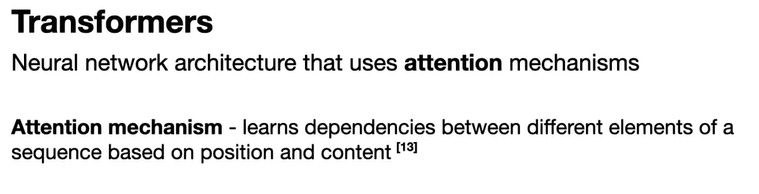 Transformers
Neural network architecture that uses attention mechanisms
Attention mechanism - learns dependencies between different elements of a
sequence based on position and content [13]